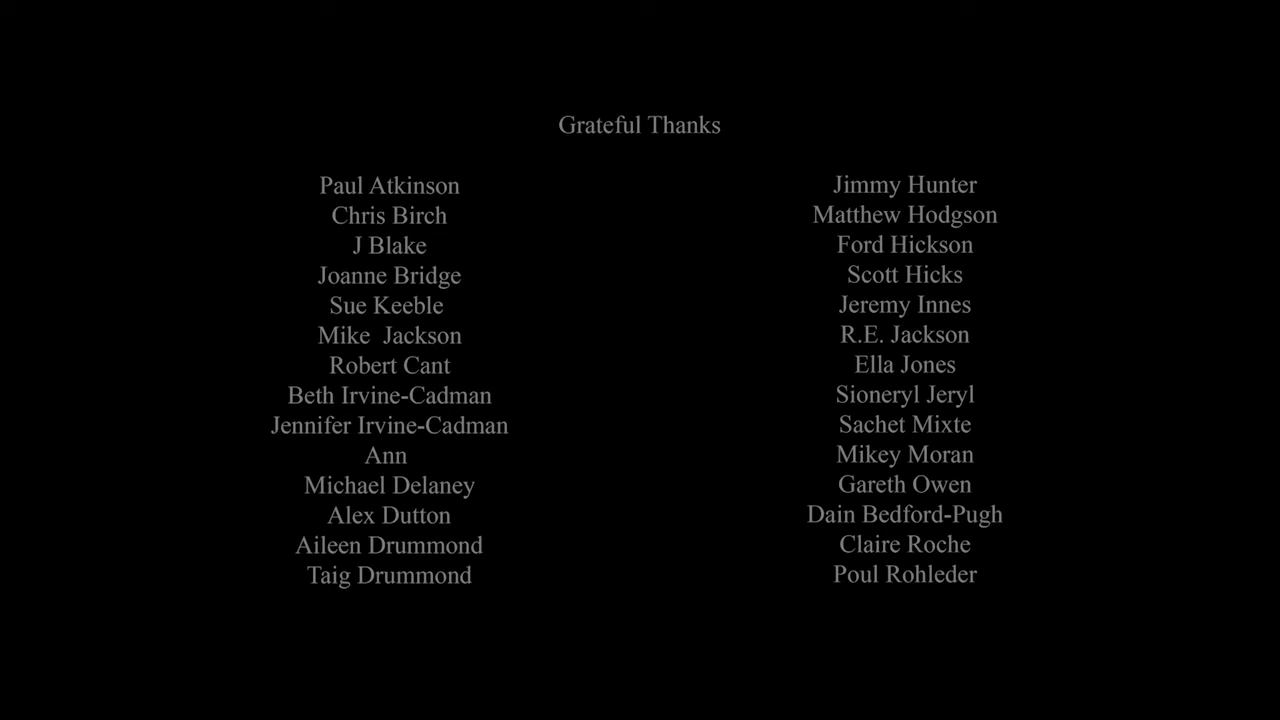 Grateful Thanks
Paul Atkinson
Chris Birch
J Blake
Joanne Bridge
Sue Keeble
Mike  Jackson
Robert Cant
Beth Irvine-Cadman
Jennifer Irvine-Cadman
Ann
Michael Delaney
Alex Dutton
Aileen Drummond
Taig Drummond
Jimmy Hunter
Matthew Hodgson
Ford Hickson
Scott Hicks
Jeremy Innes
R.E. Jackson
Ella Jones
Sioneryl Jeryl
Sachet Mixte
Mikey Moran
Gareth Owen
Dain Bedford-Pugh
Claire Roche
Poul Rohleder